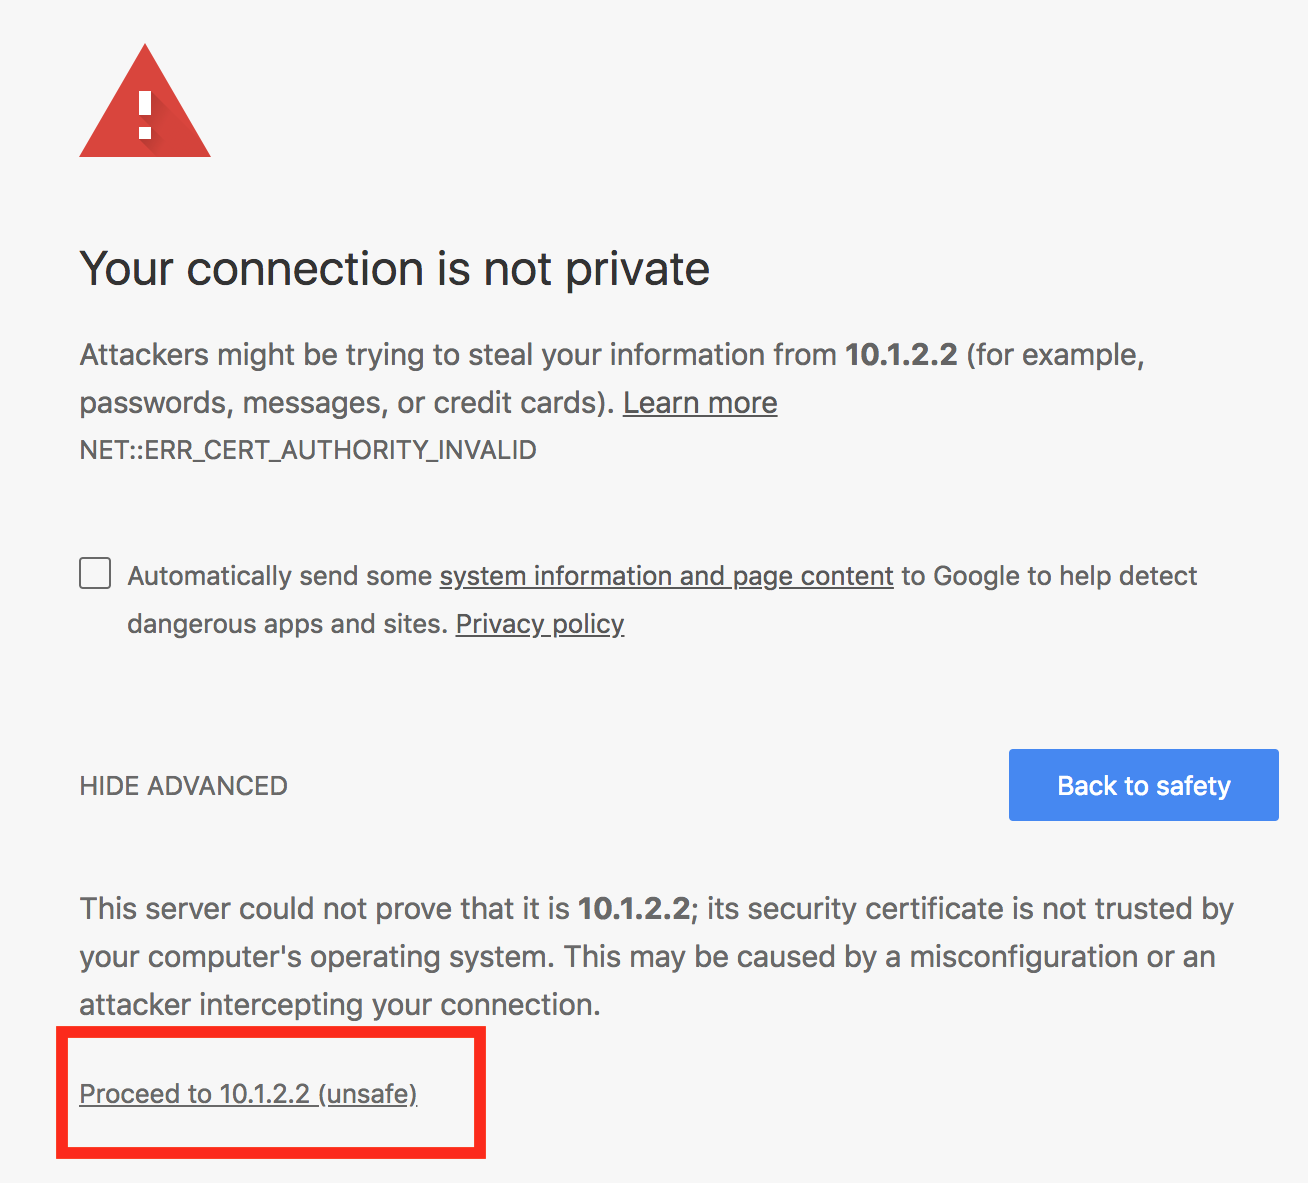 Your connection is not private
Attackers might be trying to steal your information from 10.1.2.2 (for example,
passwords, messages, or credit cards). Learn more
NET::ERR_CERT_AUTHORITY_INVALID
Automatically send some system information and page content to Google to help detect
dangerous apps and sites. Privacy policy
HIDE ADVANCED
Back to safety
This server could not prove that it is 10.1.2.2; its security certificate is not trusted by
your computer's operating system. This may be caused by a misconfiguration or an
attacker intercepting your connection.
Proceed to 10.1.2.2 (unsafe)